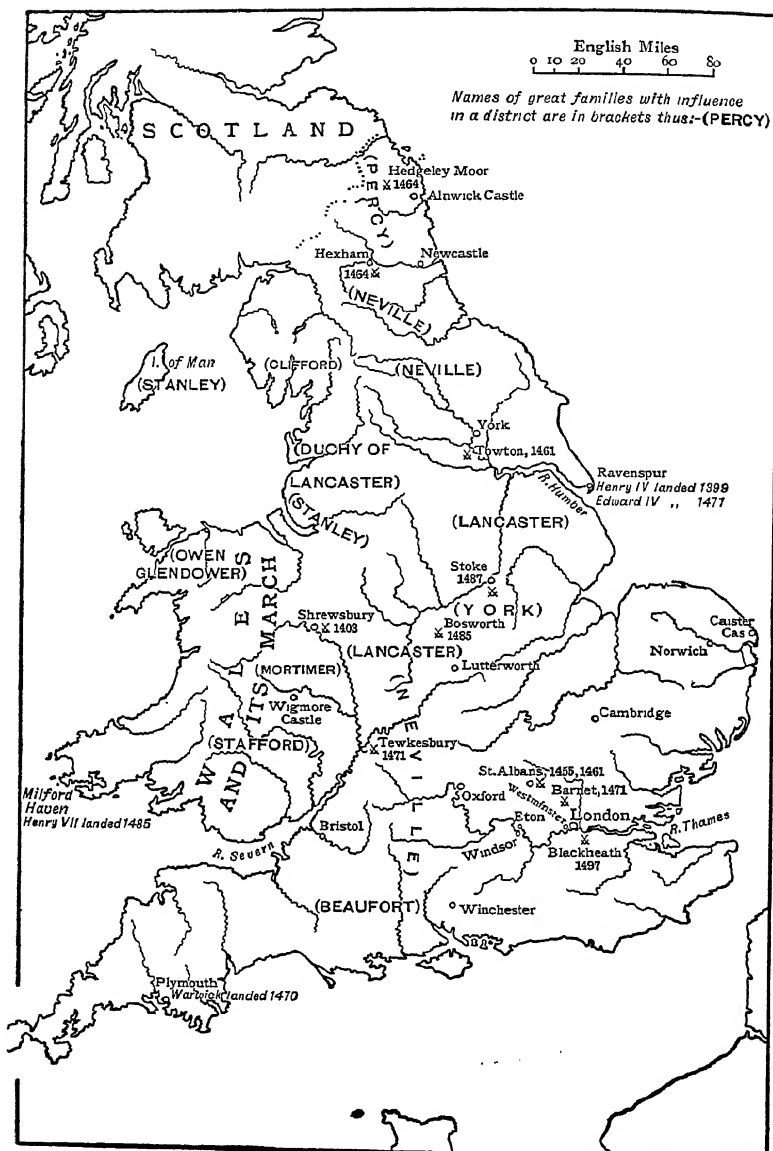 English Miles
0 10 20 40 60 80
Names of great families with influence
in a district are in brackets thus:-(PERCY)
SCOTLAND
(PERCY)
Hedgeley Moor
1464
Alnwick Castle
Hexham
1464
Newcastle
(NEVILLE)
I. of Man
(STANLEY)
(CLIFFORD)
(NEVILLE)
York
Towton, 1461
(DUCHY OF
LANCASTER)
(STANLEY)
Ravenspur
Henry IV landed 1399
Edward IV „ 1471
R. Humber
(LANCASTER)
(OWEN
GLENDOWER)
WALES
AND ITS MARCH
Stoke
1487
(YORK)
Shrewsbury
1403
Bosworth
1485
(LANCASTER)
Lutterworth
Caister
Cas
Norwich
(MORTIMER)
Wigmore
Castle
(NEVILLE)
Cambridge
(STAFFORD)
Tewkesbury
1471
Milford
Haven
Henry VII landed 1485
St. Albans, 1455, 1461
Barnet, 1471
Oxford
Westminster
London
Eton
Windsor
R. Thames
Blackheath
1497
Bristol
R. Severn
(BEAUFORT)
Winchester
Plymouth
Warwick landed 1470